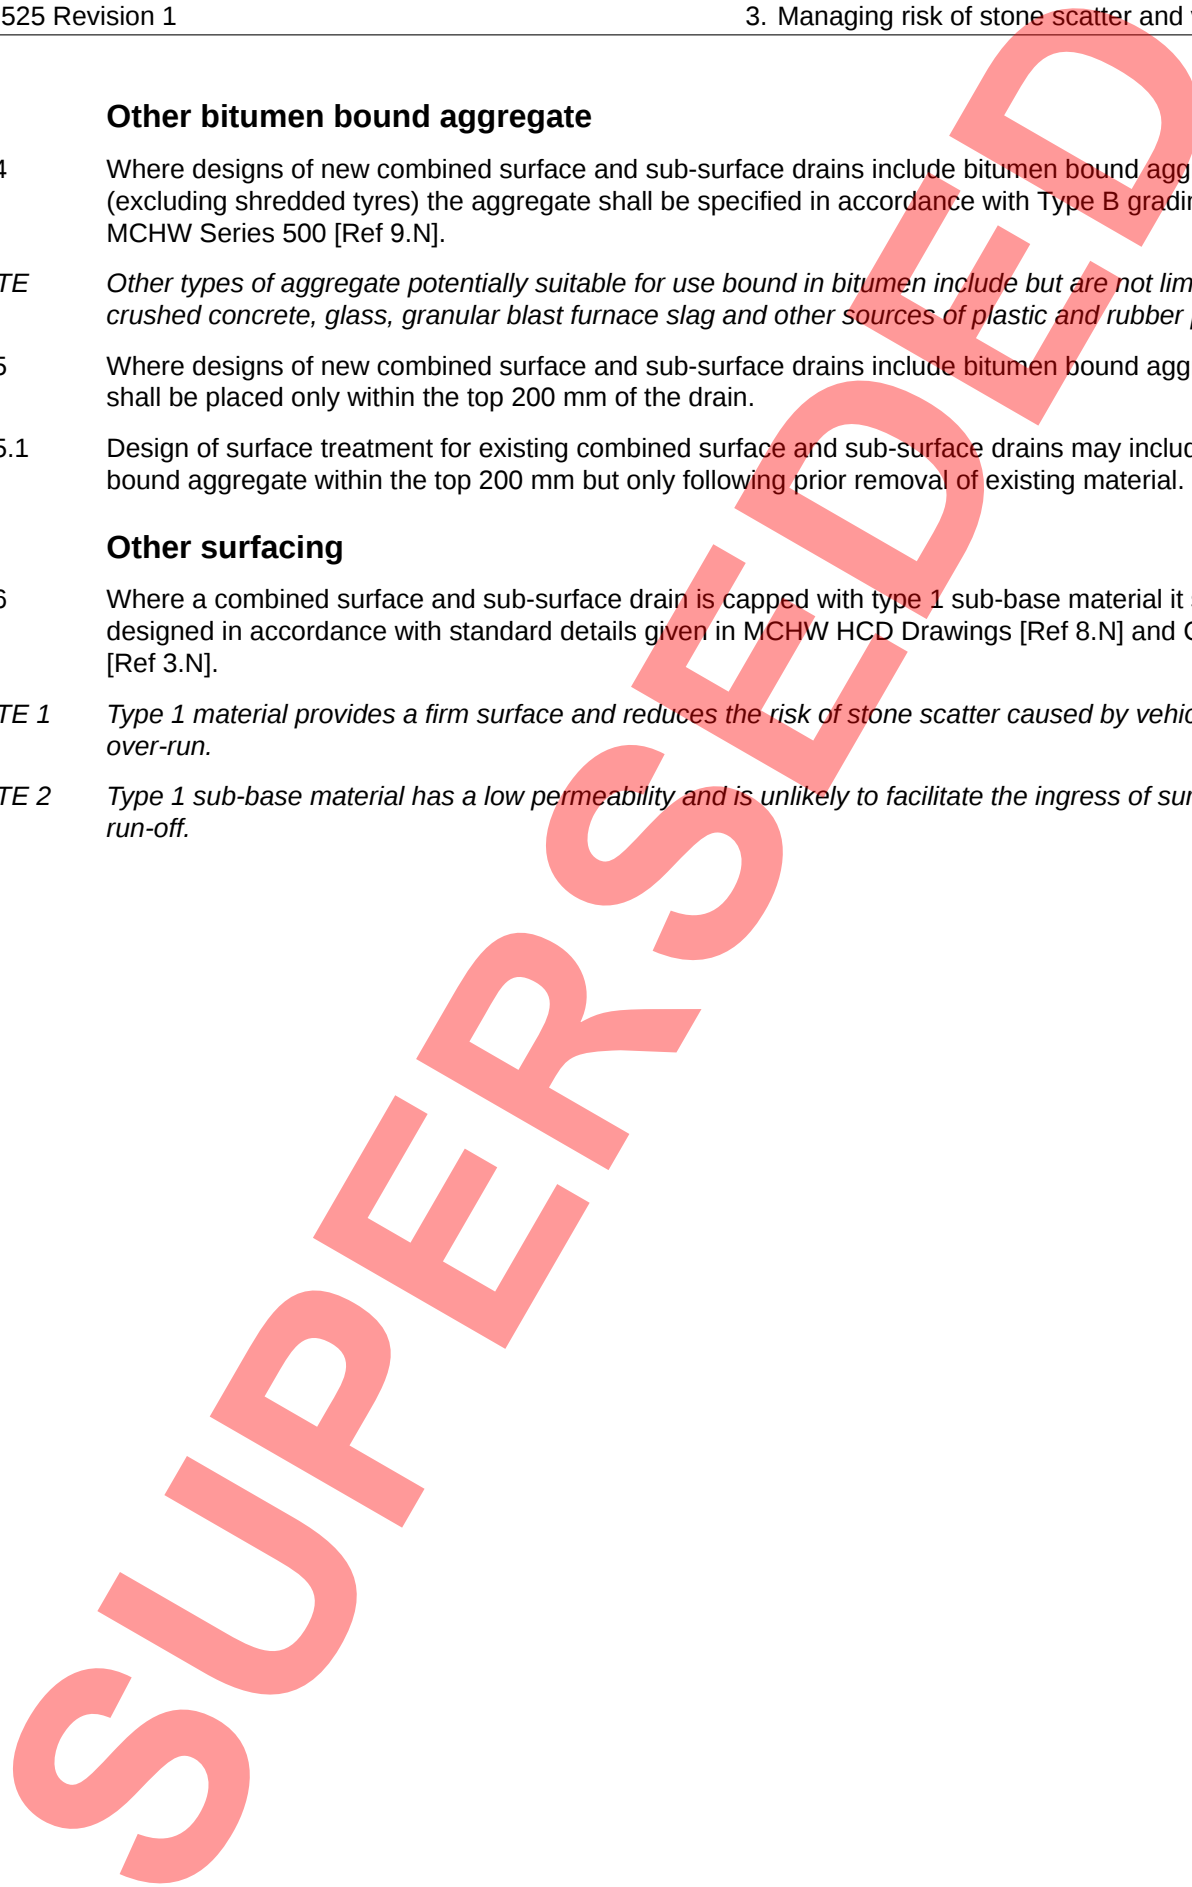 525 Revision 1 3. Managing risk of stone scatter and
Other bitumen bound aggregate
4 Where designs of new combined surface and sub-surface drains include bitumen bound agg
(excluding shredded tyres) the aggregate shall be specified in accordance with Type B gradin
MCHW Series 500 [Ref 9.N].
TE Other types of aggregate potentially suitable for use bound in bitumen include but are not lim
crushed concrete, glass, granular blast furnace slag and other sources of plastic and rubber
5 Where designs of new combined surface and sub-surface drains include bitumen bound agg
shall be placed only within the top 200 mm of the drain.
5.1 Design of surface treatment for existing combined surface and sub-surface drains may includ
bound aggregate within the top 200 mm but only following prior removal of existing material.
Other surfacing
6 Where a combined surface and sub-surface drain is capped with type 1 sub-base material it s
designed in accordance with standard details given in MCHW HCD Drawings [Ref 8.N] and C
[Ref 3.N].
TE 1 Type 1 material provides a firm surface and reduces the risk of stone scatter caused by vehic
over-run.
TE 2 Type 1 sub-base material has a low permeability and is unlikely to facilitate the ingress of sur
run-off.
SUPERSEDED